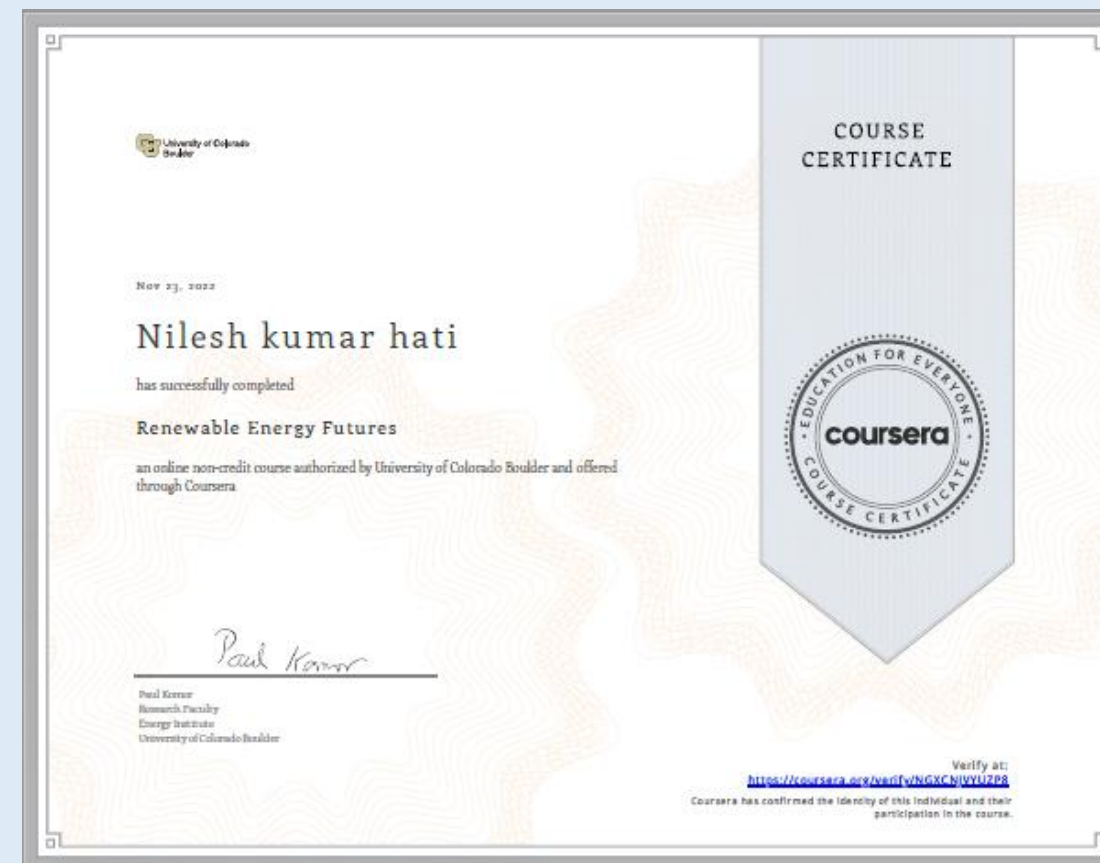 University of Colorado
Boulder
COURSE
CERTIFICATE
Nov 23, 2022
Nilesh kumar hati
has successfully completed
Renewable Energy Futures
an online non-credit course authorized by University of Colorado Boulder and offered
through Coursera
EDUCATION FOR EVERYONE
coursera
COURSE CERTIFICATE
Paul Komor
Paul Komor
Research Faculty
Energy Institute
University of Colorado Boulder
Verify at:
https://coursera.org/verify/
Coursera has confirmed the identity of this individual and their
participation in the course.